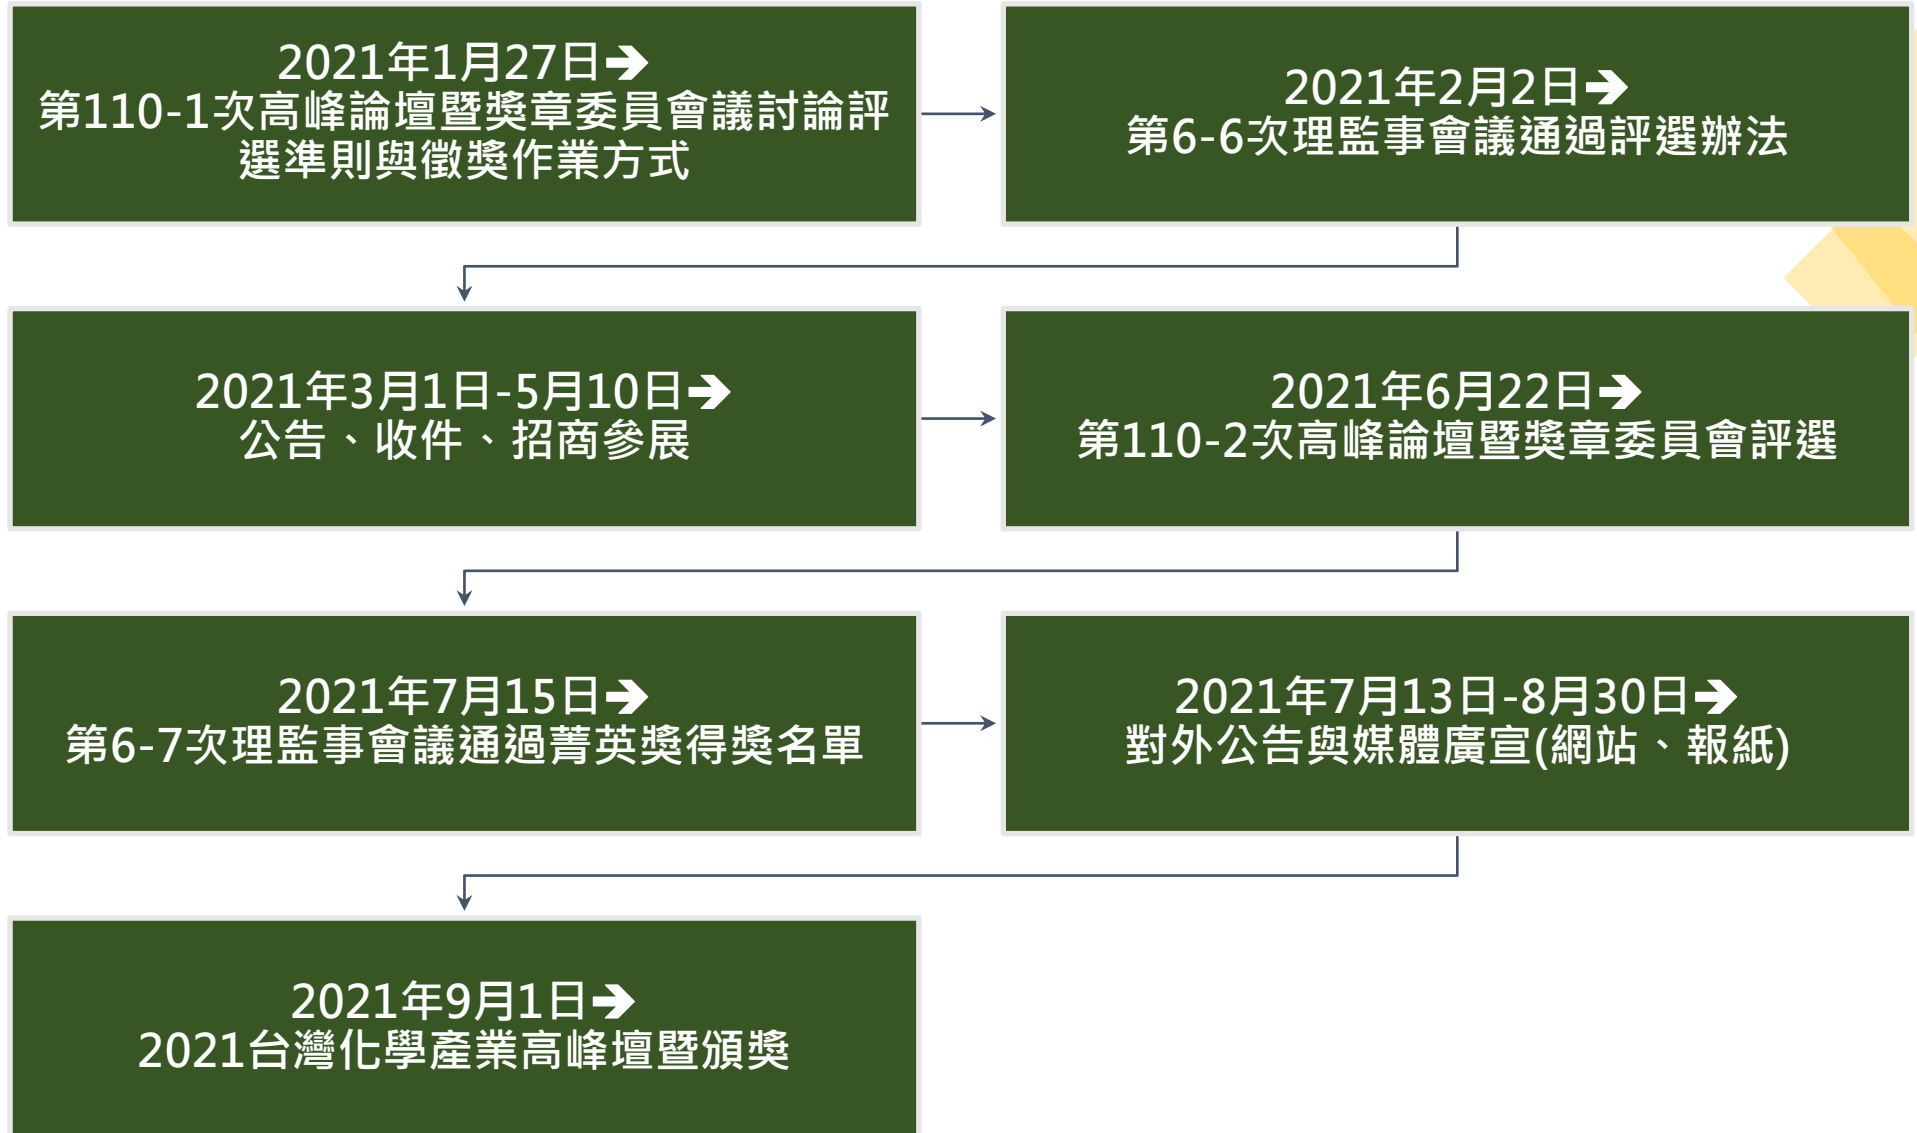 2021年1月27日➔
第110-1次高峰論壇暨獎章委員會議討論評
選準則與徵獎作業方式
2021年2月2日➔
第6-6次理監事會議通過評選辦法
2021年3月1日-5月10日➔
公告、收件、招商參展
2021年6月22日➔
第110-2次高峰論壇暨獎章委員會評選
2021年7月15日➔
第6-7次理監事會議通過菁英獎得獎名單
2021年7月13日-8月30日➔
對外公告與媒體廣宣(網站、報紙)
2021年9月1日➔
2021台灣化學產業高峰壇暨頒獎